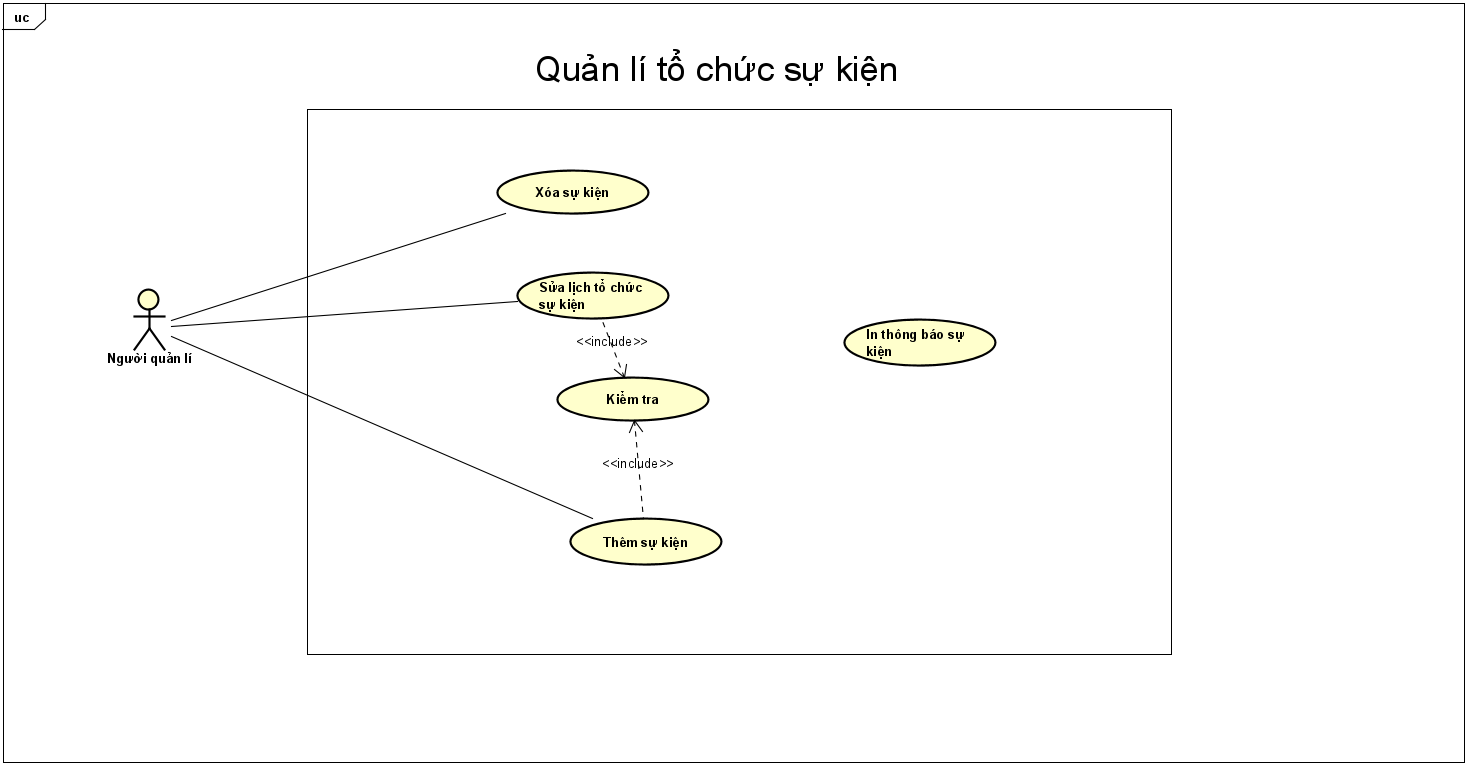 uc
Quản lí tổ chức sự kiện
Xóa sự kiện
Sửa lịch tổ chức
sự kiện
<<include>>
In thông báo sự
kiện
Người quản lí
Kiểm tra
<<include>>
Thêm sự kiện